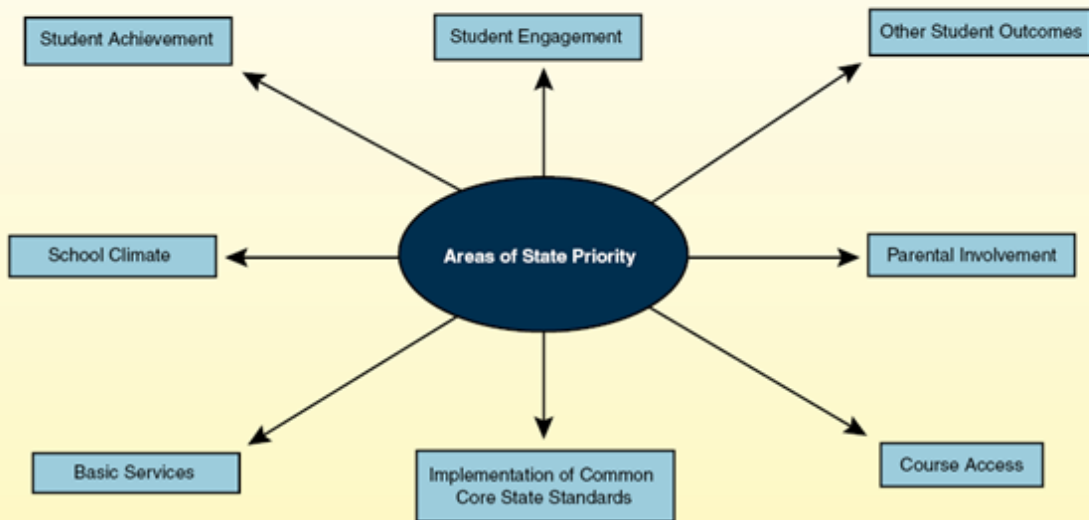 Student Achievement
Student Engagement
Other Student Outcomes
School Climate
Areas of State Priority
Parental Involvement
Basic Services
Implementation of Common
Core State Standards
Course Access